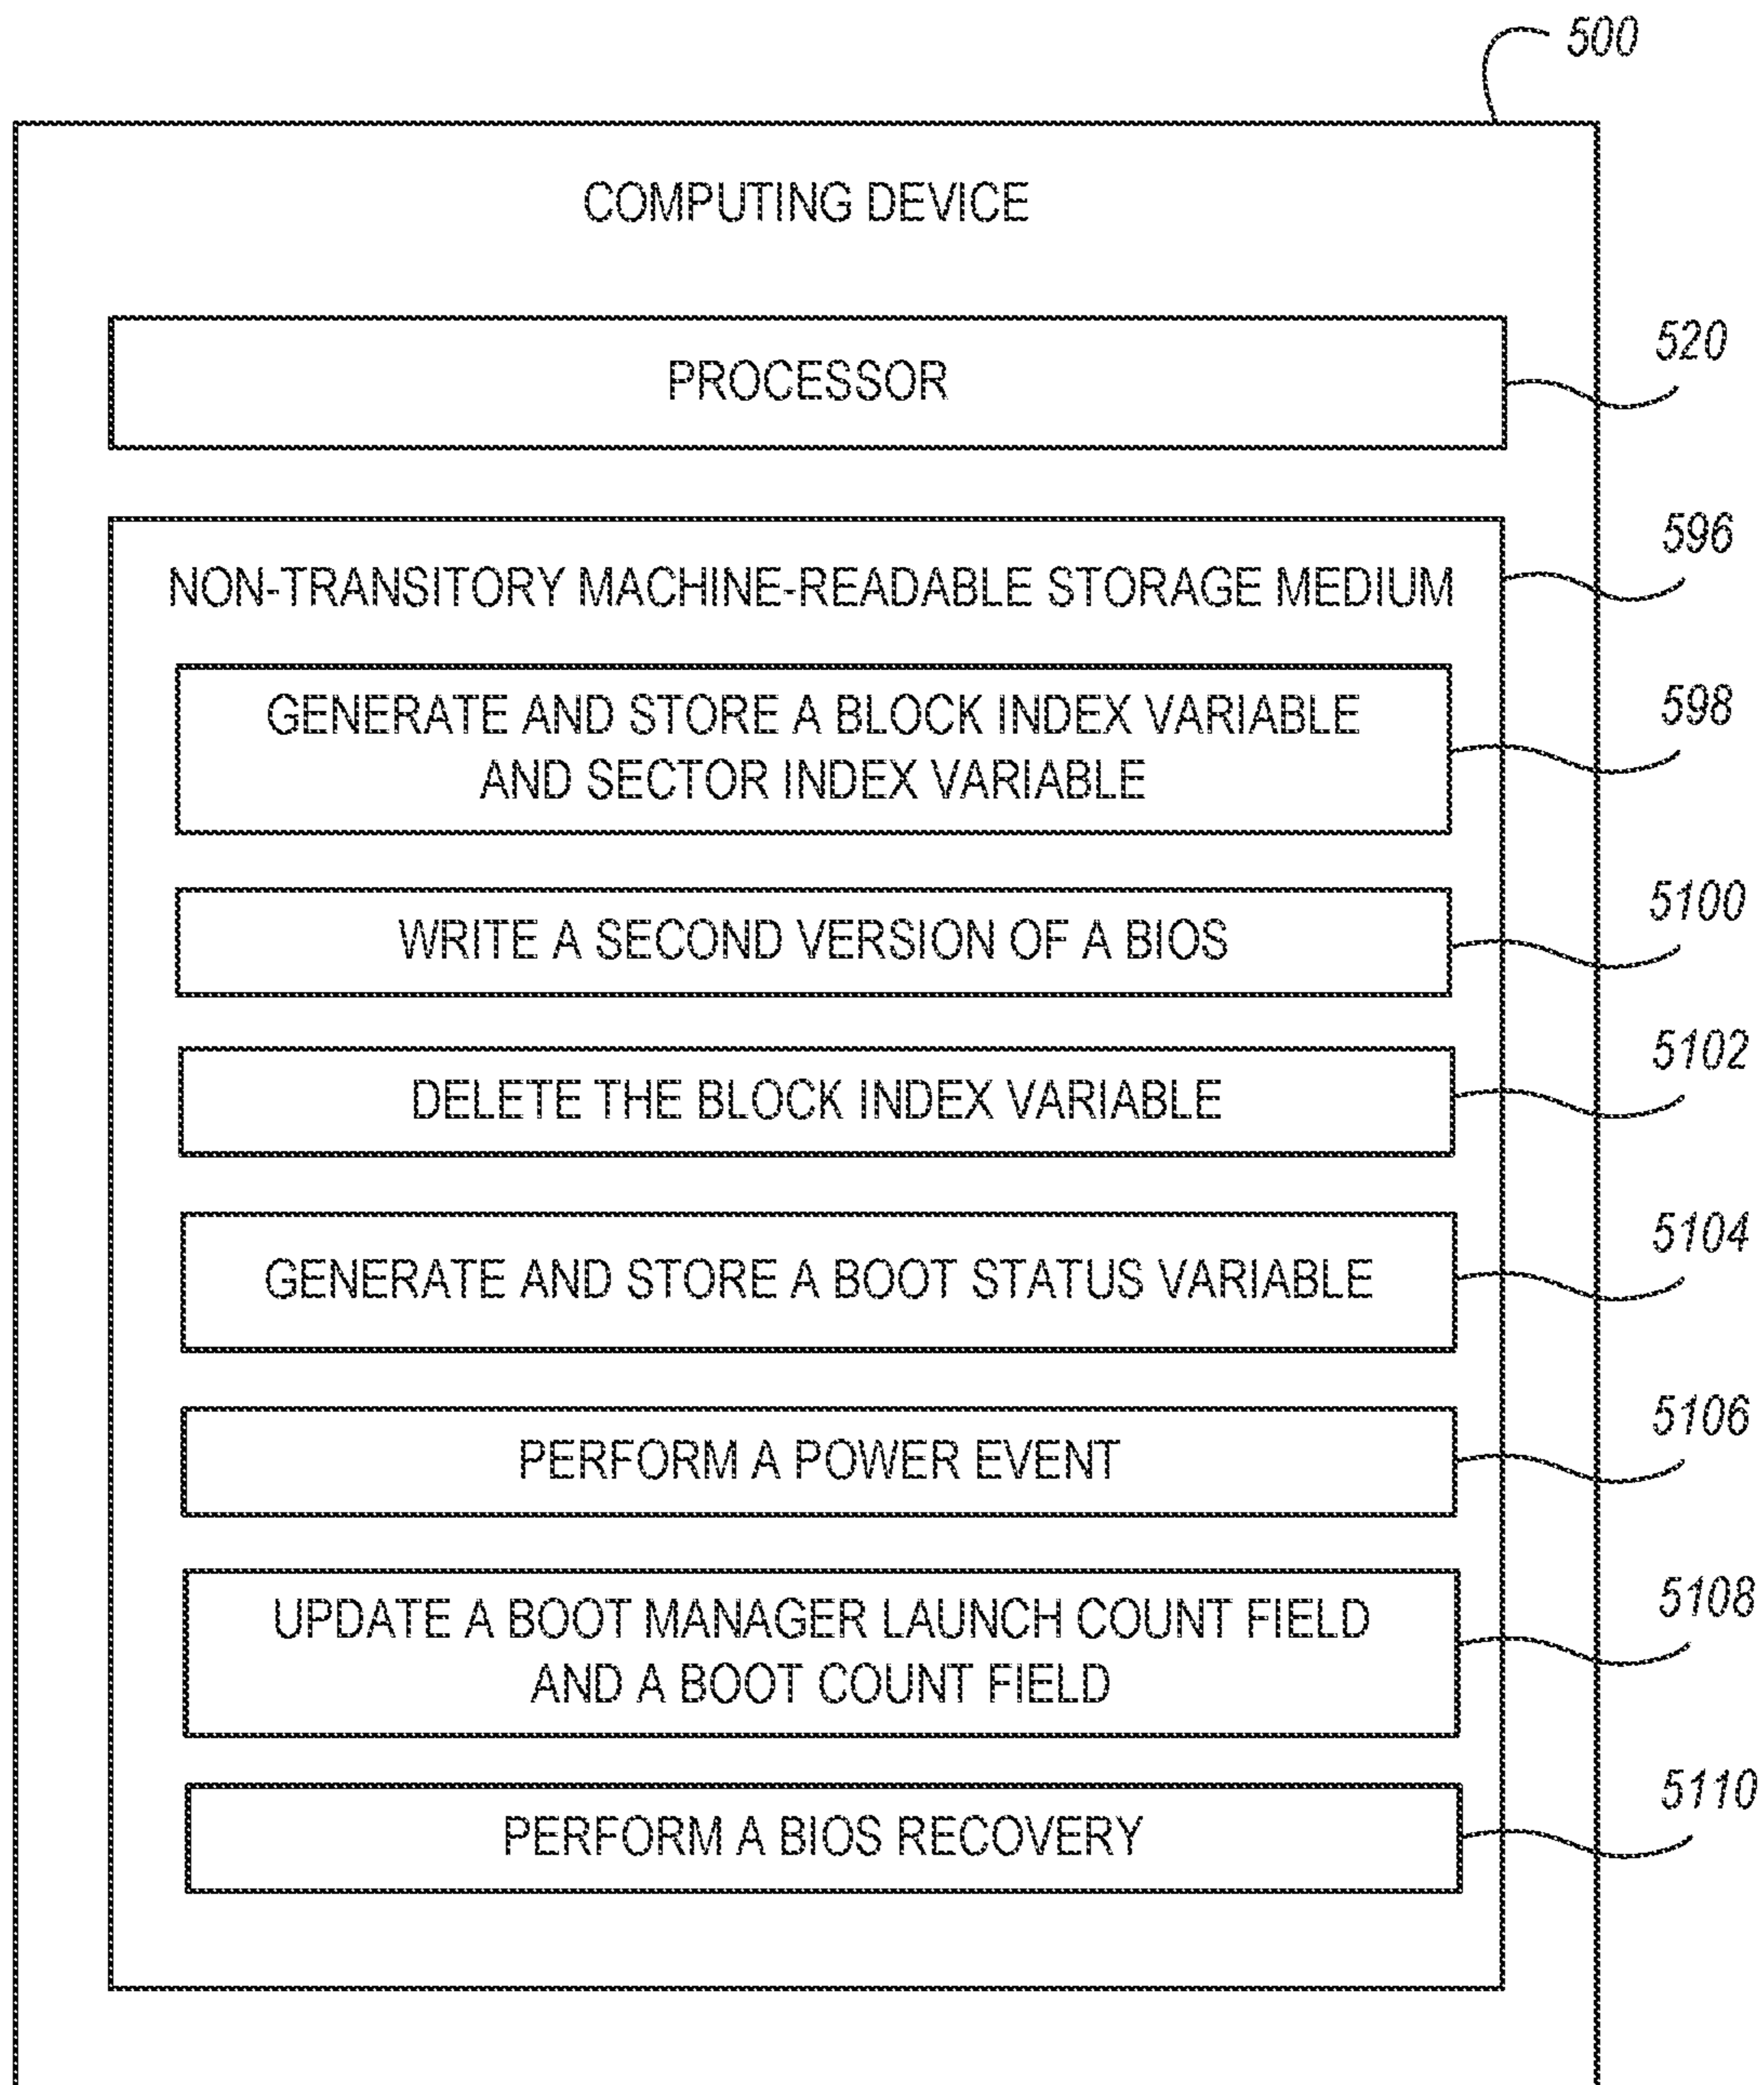 500
COMPUTING DEVICE
PROCESSOR
520
NON-TRANSITORY MACHINE-READABLE STORAGE MEDIUM
596
GENERATE AND STORE A BLOCK INDEX VARIABLE
AND SECTOR INDEX VARIABLE
598
WRITE A SECOND VERSION OF A BIOS
5100
DELETE THE BLOCK INDEX VARIABLE
5102
GENERATE AND STORE A BOOT STATUS VARIABLE
5104
PERFORM A POWER EVENT
5106
UPDATE A BOOT MANAGER LAUNCH COUNT FIELD
AND A BOOT COUNT FIELD
5108
PERFORM A BIOS RECOVERY
5110